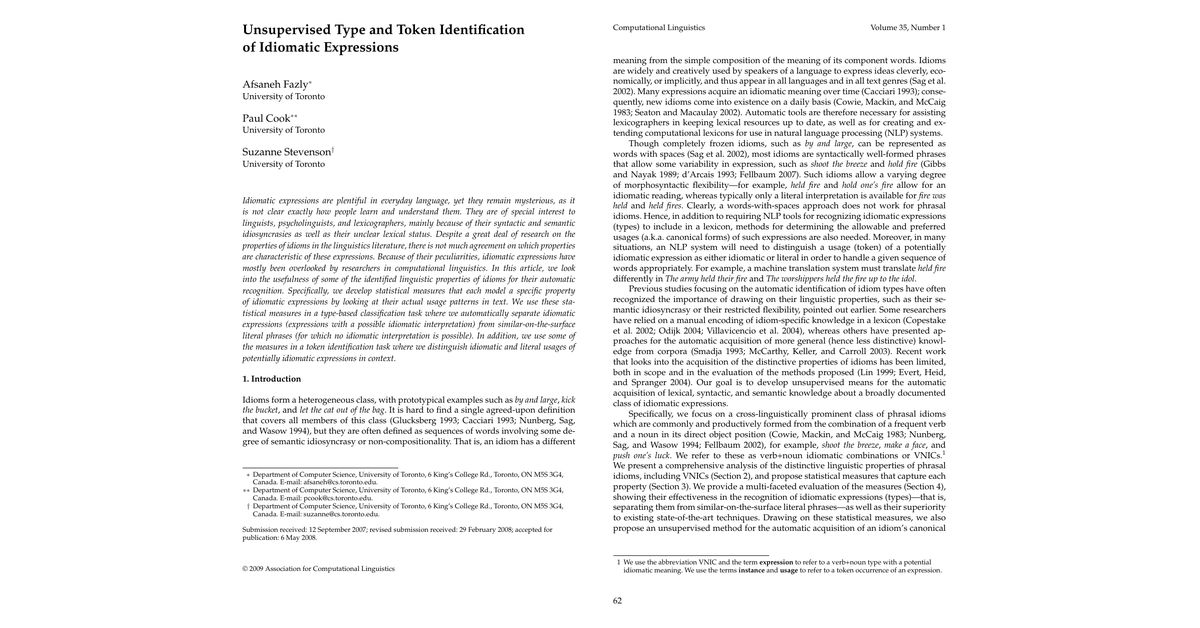 Unsupervised Type and Token Identification
of Idiomatic Expressions
Afsaneh Fazly*
University of Toronto
Paul Cook**
University of Toronto
Suzanne Stevenson†
University of Toronto
Idiomatic expressions are plentiful in everyday language, yet they remain mysterious, as it
is not clear exactly how people learn and understand them. They are of special interest to
linguists, psycholinguists, and lexicographers, mainly because of their syntactic and semantic
idiosyncrasies as well as their unclear lexical status. Despite a great deal of research on the
properties of idioms in the linguistics literature, there is not much agreement on which properties
are characteristic of these expressions. Because of their peculiarities, idiomatic expressions have
mostly been overlooked by researchers in computational linguistics. In this article, we look
into the usefulness of some of the identified linguistic properties of idioms for their automatic
recognition. Specifically, we develop statistical measures that each model a specific property
of idiomatic expressions by looking at their actual usage patterns in text. We use these sta-
tistical measures in a type-based classification task where we automatically separate idiomatic
expressions (expressions with a possible idiomatic interpretation) from similar-on-the-surface
literal phrases (for which no idiomatic interpretation is possible). In addition, we use some of
the measures in a token identification task where we distinguish idiomatic and literal usages of
potentially idiomatic expressions in context.
1. Introduction
Idioms form a heterogeneous class, with prototypical examples such as by and large, kick
the bucket, and let the cat out of the bag. It is hard to find a single agreed-upon definition
that covers all members of this class (Glucksberg 1993; Cacciari 1993; Nunberg, Sag,
and Wasow 1994), but they are often defined as sequences of words involving some de-
gree of semantic idiosyncrasy or non-compositionality. That is, an idiom has a different
* Department of Computer Science, University of Toronto, 6 King's College Rd., Toronto, ON M5S 3G4,
Canada. E-mail: afsaneh@cs.toronto.edu.
** Department of Computer Science, University of Toronto, 6 King's College Rd., Toronto, ON M5S 3G4,
Canada. E-mail: pcook@cs.toronto.edu.
† Department of Computer Science, University of Toronto, 6 King's College Rd., Toronto, ON M5S 3G4,
Canada. E-mail: suzanne@cs.toronto.edu.
Submission received: 12 September 2007; revised submission received: 29 February 2008; accepted for
publication: 6 May 2008.
© 2009 Association for Computational Linguistics
Computational Linguistics Volume 35, Number 1
meaning from the simple composition of the meaning of its component words. Idioms
are widely and creatively used by speakers of a language to express ideas cleverly, eco-
nomically, or implicitly, and thus appear in all languages and in all text genres (Sag et al.
2002). Many expressions acquire an idiomatic meaning over time (Cacciari 1993); conse-
quently, new idioms come into existence on a daily basis (Cowie, Mackin, and McCaig
1983; Seaton and Macaulay 2002). Automatic tools are therefore necessary for assisting
lexicographers in keeping lexical resources up to date, as well as for creating and ex-
tending computational lexicons for use in natural language processing (NLP) systems.
Though completely frozen idioms, such as by and large, can be represented as
words with spaces (Sag et al. 2002), most idioms are syntactically well-formed phrases
that allow some variability in expression, such as shoot the breeze and hold fire (Gibbs
and Nayak 1989; d'Arcais 1993; Fellbaum 2007). Such idioms allow a varying degree
of morphosyntactic flexibility—for example, held fire and hold one's fire allow for an
idiomatic reading, whereas typically only a literal interpretation is available for fire was
held and held fires. Clearly, a words-with-spaces approach does not work for phrasal
idioms. Hence, in addition to requiring NLP tools for recognizing idiomatic expressions
(types) to include in a lexicon, methods for determining the allowable and preferred
usages (a.k.a. canonical forms) of such expressions are also needed. Moreover, in many
situations, an NLP system will need to distinguish a usage (token) of a potentially
idiomatic expression as either idiomatic or literal in order to handle a given sequence of
words appropriately. For example, a machine translation system must translate held fire
differently in The army held their fire and The worshippers held the fire up to the idol.
Previous studies focusing on the automatic identification of idiom types have often
recognized the importance of drawing on their linguistic properties, such as their se-
mantic idiosyncrasy or their restricted flexibility, pointed out earlier. Some researchers
have relied on a manual encoding of idiom-specific knowledge in a lexicon (Copestake
et al. 2002; Odijk 2004; Villavicencio et al. 2004), whereas others have presented ap-
proaches for the automatic acquisition of more general (hence less distinctive) knowl-
edge from corpora (Smadja 1993; McCarthy, Keller, and Carroll 2003). Recent work
that looks into the acquisition of the distinctive properties of idioms has been limited,
both in scope and in the evaluation of the methods proposed (Lin 1999; Evert, Heid,
and Spranger 2004). Our goal is to develop unsupervised means for the automatic
acquisition of lexical, syntactic, and semantic knowledge about a broadly documented
class of idiomatic expressions.
Specifically, we focus on a cross-linguistically prominent class of phrasal idioms
which are commonly and productively formed from the combination of a frequent verb
and a noun in its direct object position (Cowie, Mackin, and McCaig 1983; Nunberg,
Sag, and Wasow 1994; Fellbaum 2002), for example, shoot the breeze, make a face, and
push one's luck. We refer to these as verb+noun idiomatic combinations or VNICs.1
We present a comprehensive analysis of the distinctive linguistic properties of phrasal
idioms, including VNICs (Section 2), and propose statistical measures that capture each
property (Section 3). We provide a multi-faceted evaluation of the measures (Section 4),
showing their effectiveness in the recognition of idiomatic expressions (types)—that is,
separating them from similar-on-the-surface literal phrases—as well as their superiority
to existing state-of-the-art techniques. Drawing on these statistical measures, we also
propose an unsupervised method for the automatic acquisition of an idiom's canonical
1 We use the abbreviation VNIC and the term expression to refer to a verb+noun type with a potential
idiomatic meaning. We use the terms instance and usage to refer to a token occurrence of an expression.
62